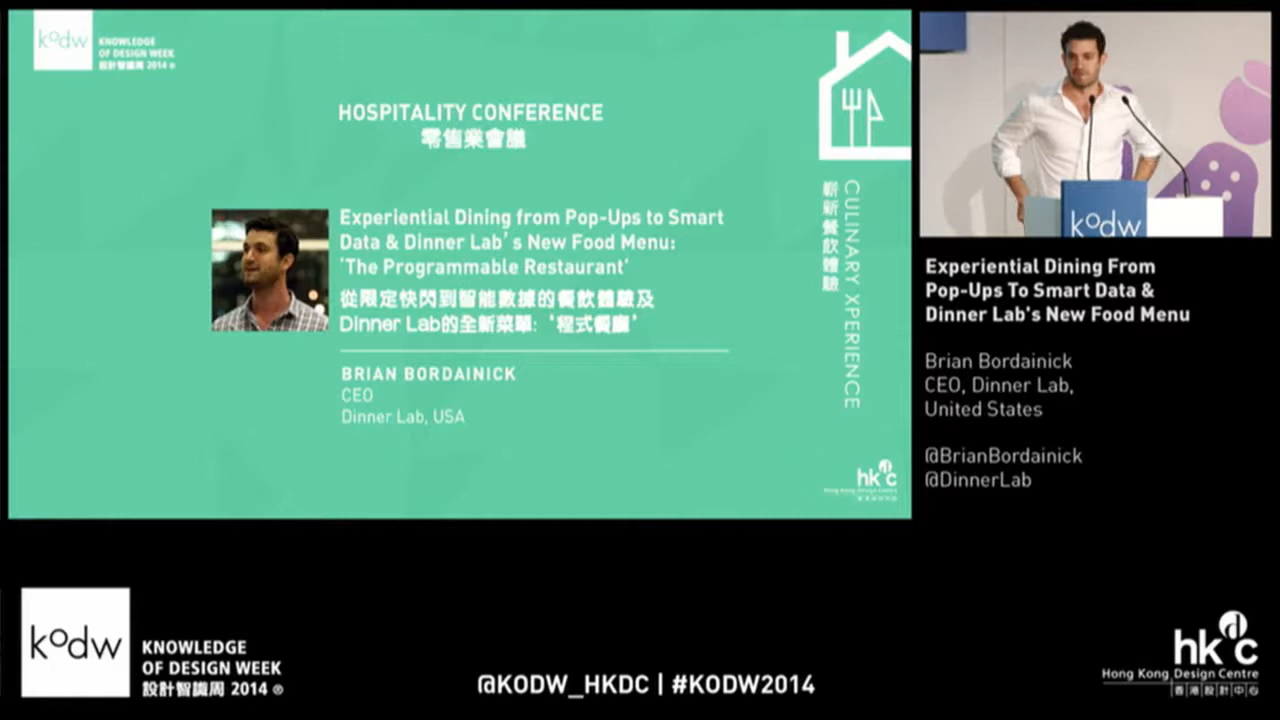 kodw
KNOWLEDGE
OF DESIGN WEEK
設計智識周 2014 ®
HOSPITALITY CONFERENCE
零售業會議
Experiential Dining from Pop-Ups to Smart
Data & Dinner Lab's New Food Menu:
'The Programmable Restaurant'
從限定快閃到智能數據的餐飲體驗及
Dinner Lab的全新菜單:‘程式餐廳’
BRIAN BORDAINICK
CEO
Dinner Lab, USA
CULINARY XPERIENCE
嶄新餐飲體驗
hkdc
Hong Kong Design Centre
kodw
Experiential Dining From
Pop-Ups To Smart Data &
Dinner Lab's New Food Menu
Brian Bordainick
CEO, Dinner Lab,
United States
@BrianBordainick
@DinnerLab
kodw
KNOWLEDGE
OF DESIGN WEEK
設計智識周 2014 ®
@KODW_HKDC | #KODW2014
hkdc
Hong Kong Design Centre
香港設計中心